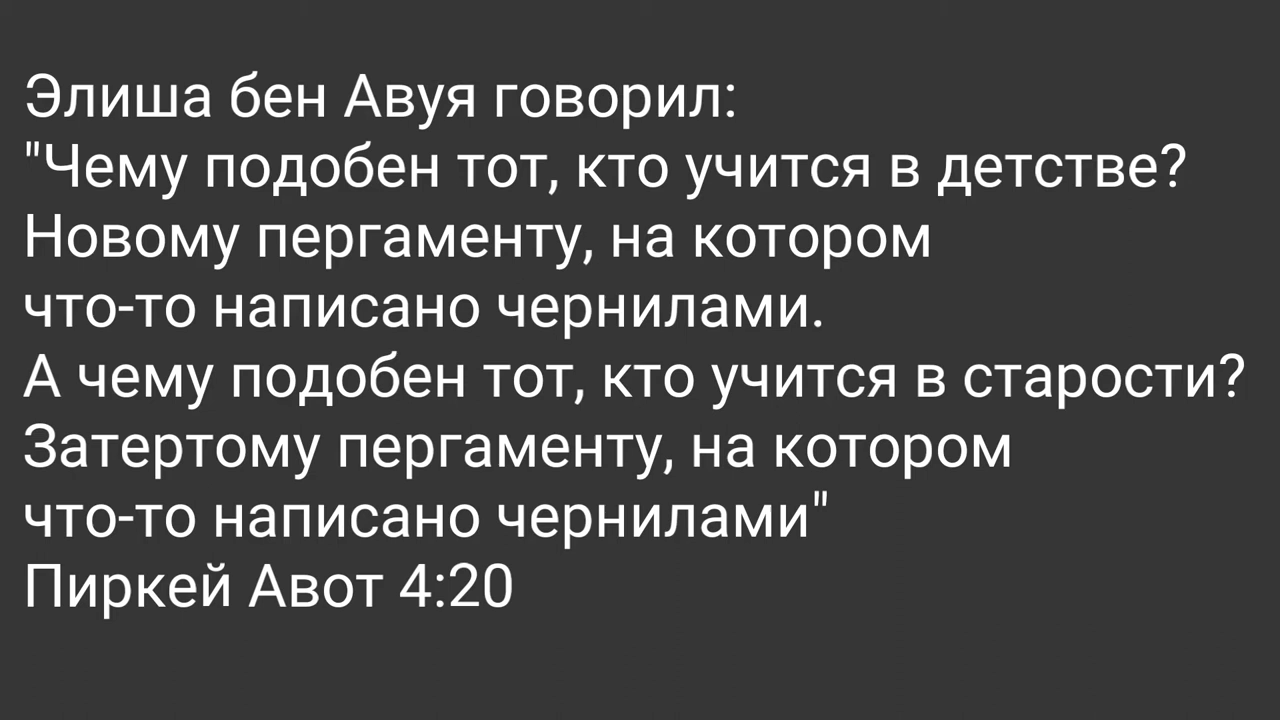 Элиша бен Авуя говорил:
"Чему подобен тот, кто учится в детстве?
Новому пергаменту, на котором
что-то написано чернилами.
А чему подобен тот, кто учится в старости?
Затертому пергаменту, на котором
что-то написано чернилами"
Пиркей Авот 4:20